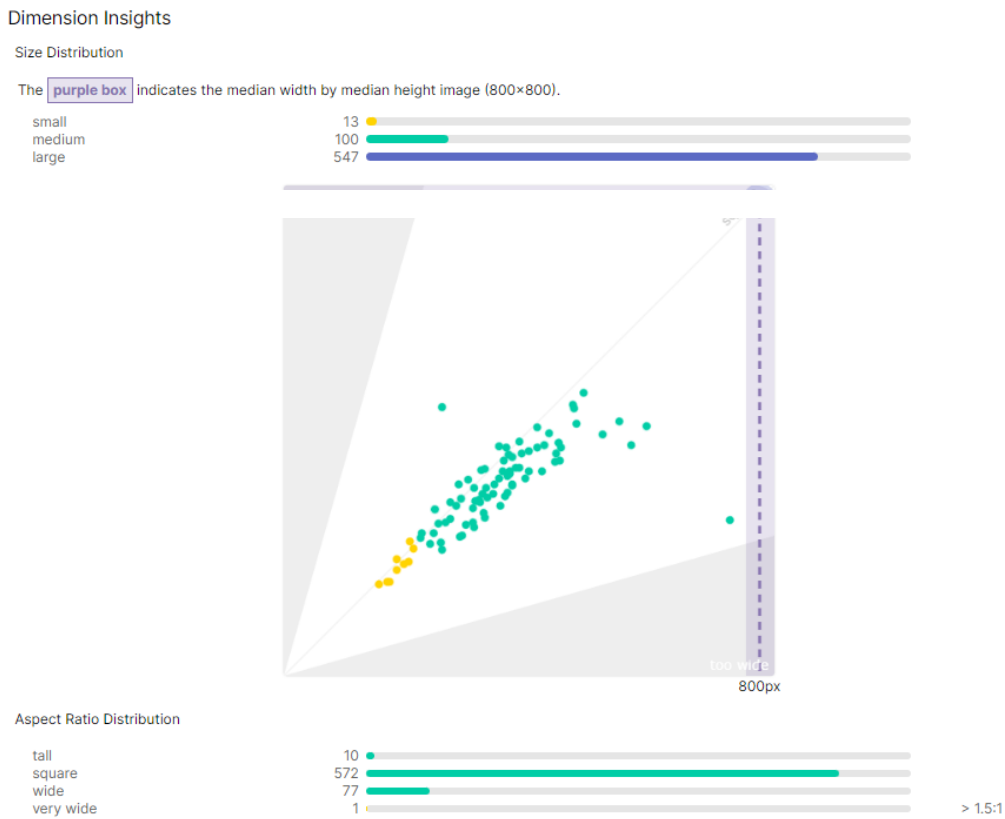 Dimension Insights
Size Distribution
The purple box indicates the median width by median height image (800×800).
small 13
medium 100
large 547
too wide
800px
Aspect Ratio Distribution
tall 10
square 572
wide 77
very wide 1 > 1.5:1